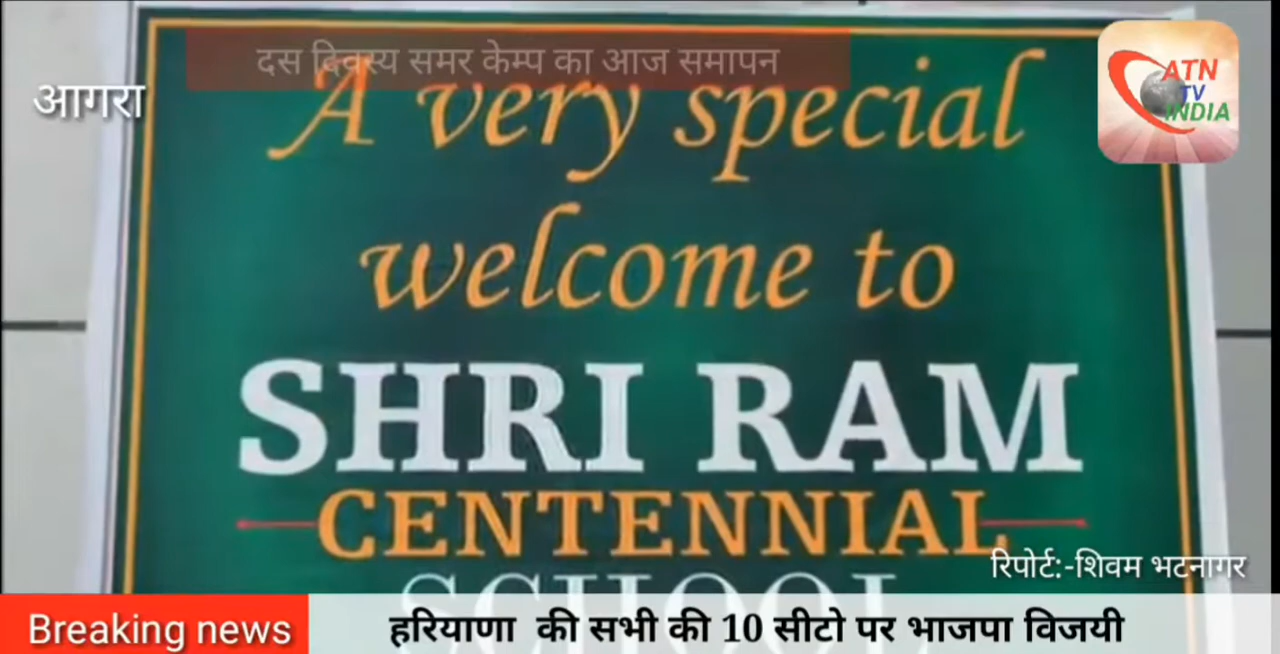 दस दिवस्य समर केम्प का आज समापन
आगरा
ATN
TV
INDIA
A very special
welcome to
SHRI RAM
CENTENNIAL
SCHOOL
रिपोर्ट:-शिवम भटनागर
Breaking news
हरियाणा की सभी की 10 सीटो पर भाजपा विजयी